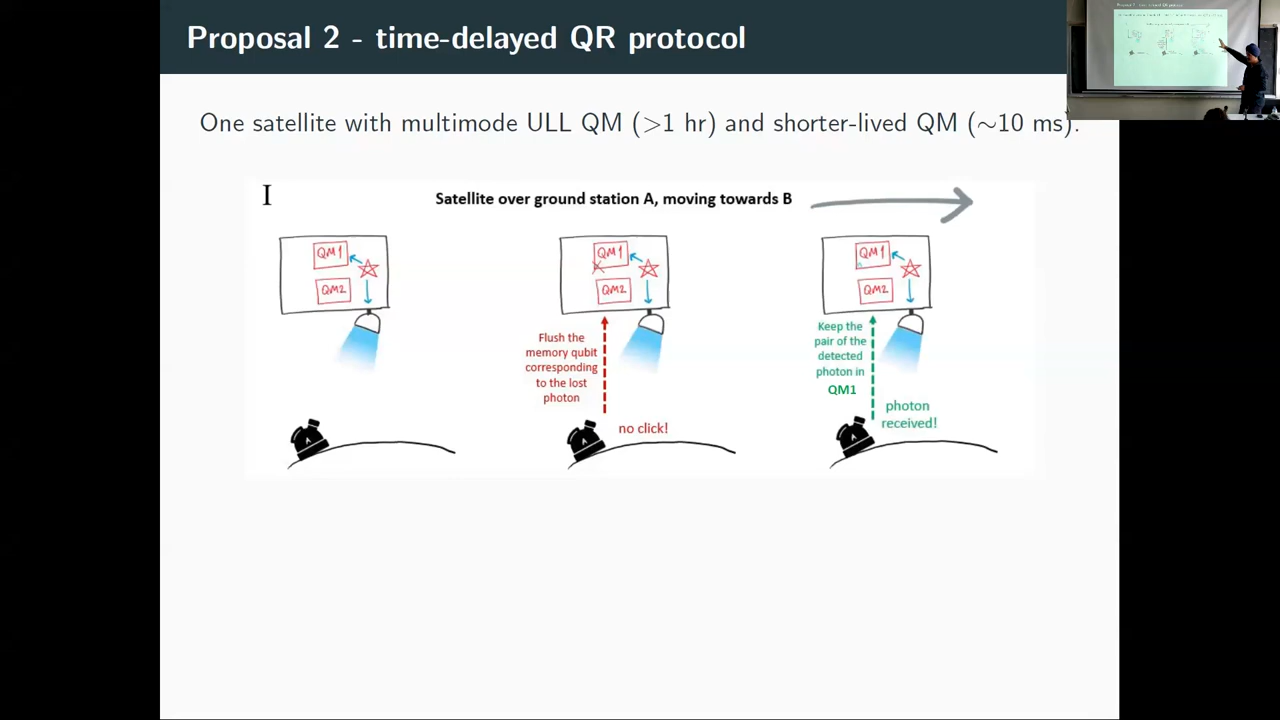 Proposal 2 - time-delayed QR protocol
One satellite with multimode ULL QM (>1 hr) and shorter-lived QM (∼10 ms).
I
Satellite over ground station A, moving towards B
QM1
QM2
A
QM1
QM2
Flush the
memory qubit
corresponding
to the lost
photon
no click!
A
QM1
QM2
Keep the
pair of the
detected
photon in
QM1
photon
received!
A